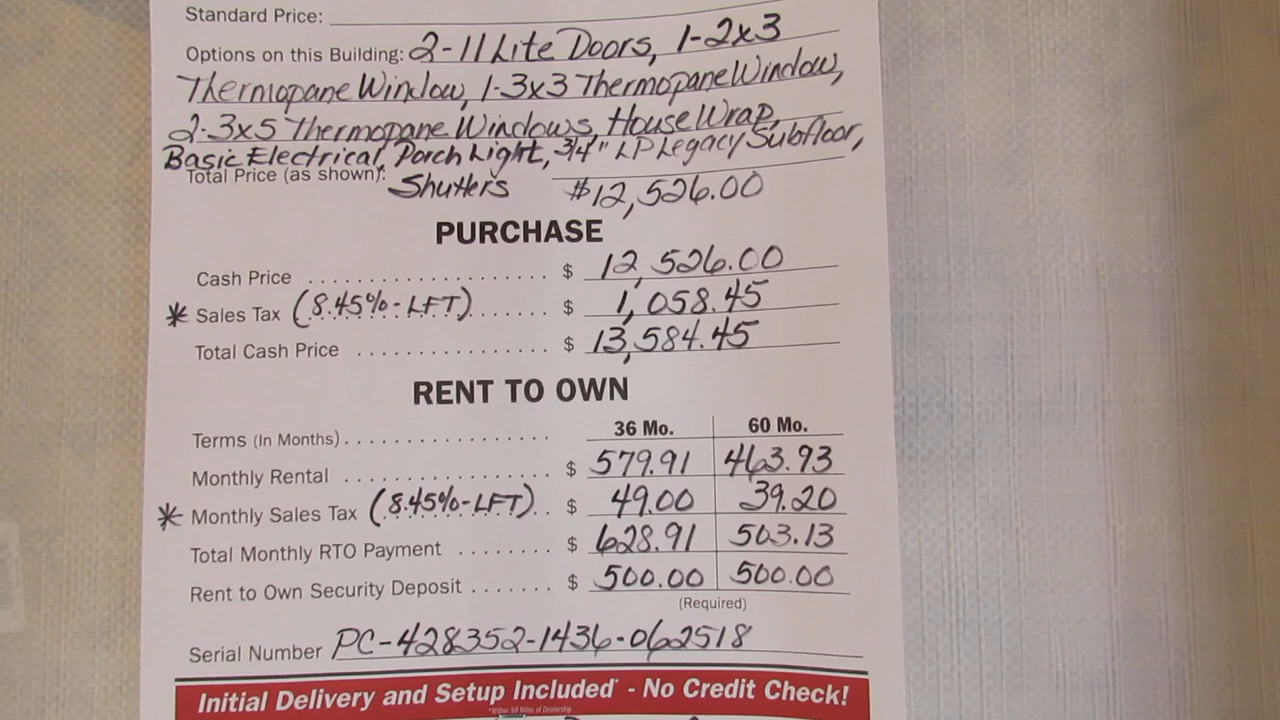 Standard Price:
Options on this Building: 2-11 Lite Doors, 1-2x3
Thermopane Window, 1-3x3 Thermopane Window,
2-3x5 Thermopane Windows, House Wrap,
Basic Electrical, Porch Light, 3/4" LP Legacy Subfloor,
Total Price (as shown): Shutters $12,526.00
PURCHASE
Cash Price . . . . . . . . . . . . . . . . . . . . $ 12,526.00
* Sales Tax (8.45%-LFT) . . . . . . . $ 1,058.45
Total Cash Price . . . . . . . . . . . . . . . . $ 13,584.45
RENT TO OWN
Terms (In Months) . . . . . . . . . . . . . . . . . 36 Mo. 60 Mo.
Monthly Rental . . . . . . . . . . . . . . . . . . $ 579.91 463.93
* Monthly Sales Tax (8.45%-LFT) . . $ 49.00 39.20
Total Monthly RTO Payment . . . . . . . . $ 628.91 503.13
Rent to Own Security Deposit . . . . . . . $ 500.00 500.00
(Required)
Serial Number PC-428352-1436-062518
Initial Delivery and Setup Included* - No Credit Check!
*Within 50 Miles of Dealership